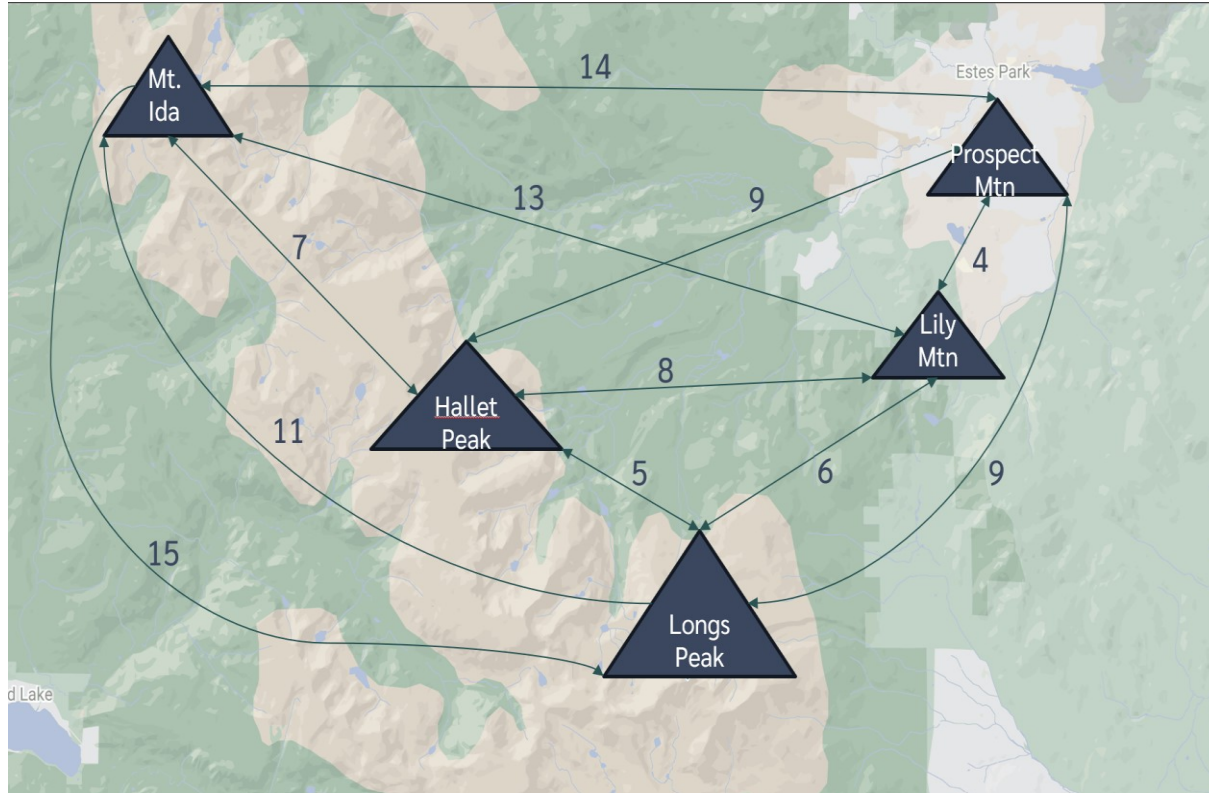 14
Estes Park
Mt.
Ida
Prospect
Mtn
13
9
7
4
Lily
Mtn
8
Hallet
Peak
11
5
6
9
15
Longs
Peak
d Lake